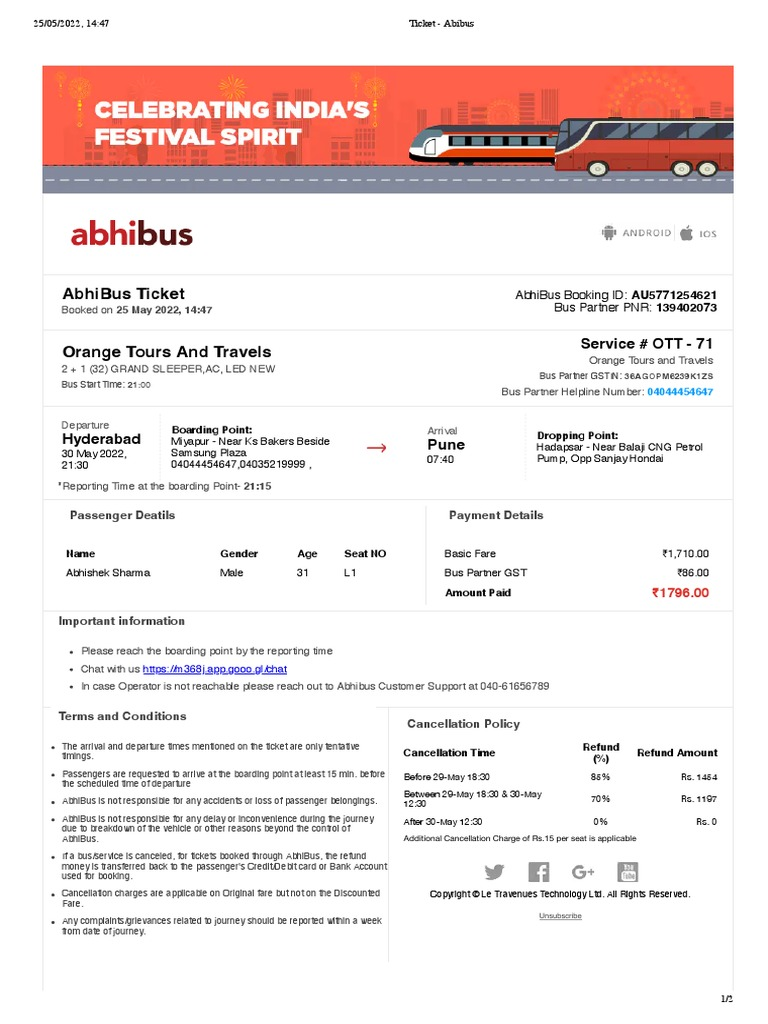 25/05/2022, 14:47
Ticket - Abibus
CELEBRATING INDIA'S
FESTIVAL SPIRIT
abhibus
ANDROID
IOS
AbhiBus Ticket
Booked on 25 May 2022, 14:47
AbhiBus Booking ID: AU5771254621
Bus Partner PNR: 139402073
Orange Tours And Travels
2 + 1 (32) GRAND SLEEPER,AC, LED NEW
Bus Start Time: 21:00
Service # OTT - 71
Orange Tours and Travels
Bus Partner GSTIN: 36AGOPM6239K1ZS
Bus Partner Helpline Number: 04044454647
Departure
Hyderabad
30 May 2022,
21:30
Boarding Point:
Miyapur - Near Ks Bakers Beside
Samsung Plaza
04044454647,04035219999 ,
Arrival
Pune
07:40
Dropping Point:
Hadapsar - Near Balaji CNG Petrol
Pump, Opp Sanjay Hondai
*Reporting Time at the boarding Point- 21:15
Passenger Deatils
Name Gender Age Seat NO
Abhishek Sharma Male 31 L1
Payment Details
Basic Fare ₹1,710.00
Bus Partner GST ₹86.00
Amount Paid ₹1796.00
Important information
• Please reach the boarding point by the reporting time
• Chat with us https://m368j.app.gooo.gl/chat
• In case Operator is not reachable please reach out to Abhibus Customer Support at 040-61656789
Terms and Conditions
• The arrival and departure times mentioned on the ticket are only tentative
timings.
• Passengers are requested to arrive at the boarding point at least 15 min. before
the scheduled time of departure
• AbhiBus is not responsible for any accidents or loss of passenger belongings.
• AbhiBus is not responsible for any delay or inconvenience during the journey
due to breakdown of the vehicle or other reasons beyond the control of
AbhiBus.
• If a bus/service is canceled, for tickets booked through AbhiBus, the refund
money is transferred back to the passenger's Credit/Debit card or Bank Account
used for booking.
• Cancellation charges are applicable on Original fare but not on the Discounted
Fare.
• Any complaints/grievances related to journey should be reported within a week
from date of journey.
Cancellation Policy
Cancellation Time Refund (%) Refund Amount
Before 29-May 18:30 85% Rs. 1454
Between 29-May 18:30 & 30-May
12:30 70% Rs. 1197
After 30-May 12:30 0% Rs. 0
Additional Cancellation Charge of Rs.15 per seat is applicable
You Tube
Copyright © Le Travenues Technology Ltd. All Rights Reserved.
Unsubscribe
1/2